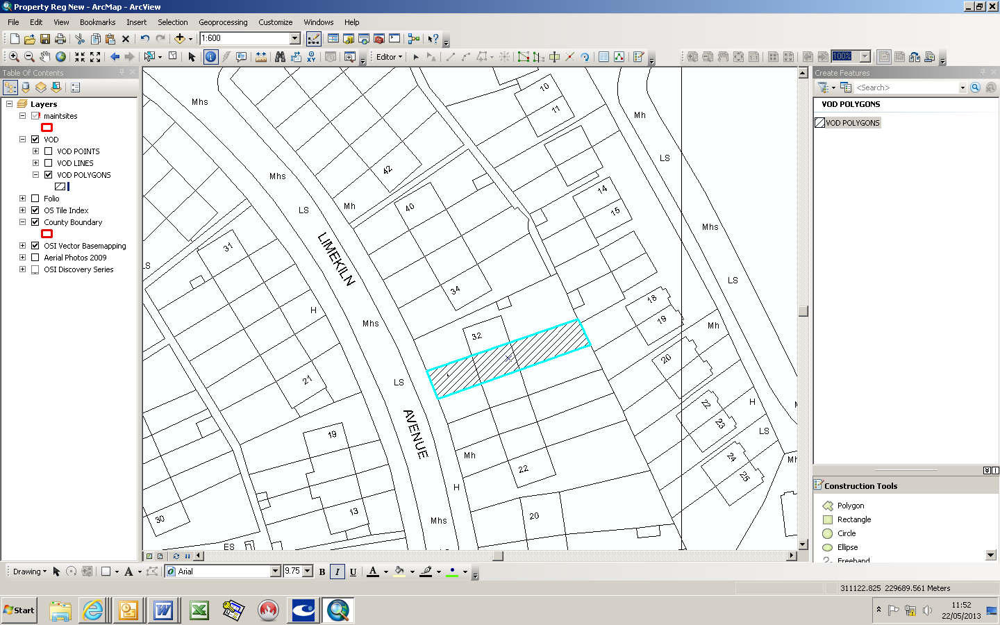 Property Reg New - ArcMap - ArcView
File Edit View Bookmarks Insert Selection Geoprocessing Customize Windows Help
1:600
Editor
100%
Table Of Contents
Layers
maintsites
VOD
VOD POINTS
VOD LINES
VOD POLYGONS
Folio
OS Tile Index
County Boundary
OSI Vector Basemapping
Aerial Photos 2009
OSI Discovery Series
Mhs
10
11
Mh
42
Mhs
LS
LS
Mh
40
14
15
Mhs
31
LIMEKILN
LS
LS
34
18
H
19
Mhs
Mh
32
20
21
LS
22
H
23
AVENUE
LS
19
Mh
24
Mh
22
25
H
30
13
Mhs
20
ES
Create Features
<Search>
VOD POLYGONS
VOD POLYGONS
Construction Tools
Polygon
Rectangle
Circle
Ellipse
Freehand
Drawing
A
Arial
9.75
B I U A
311122.825 229689.561 Meters
Start
11:52
22/05/2013